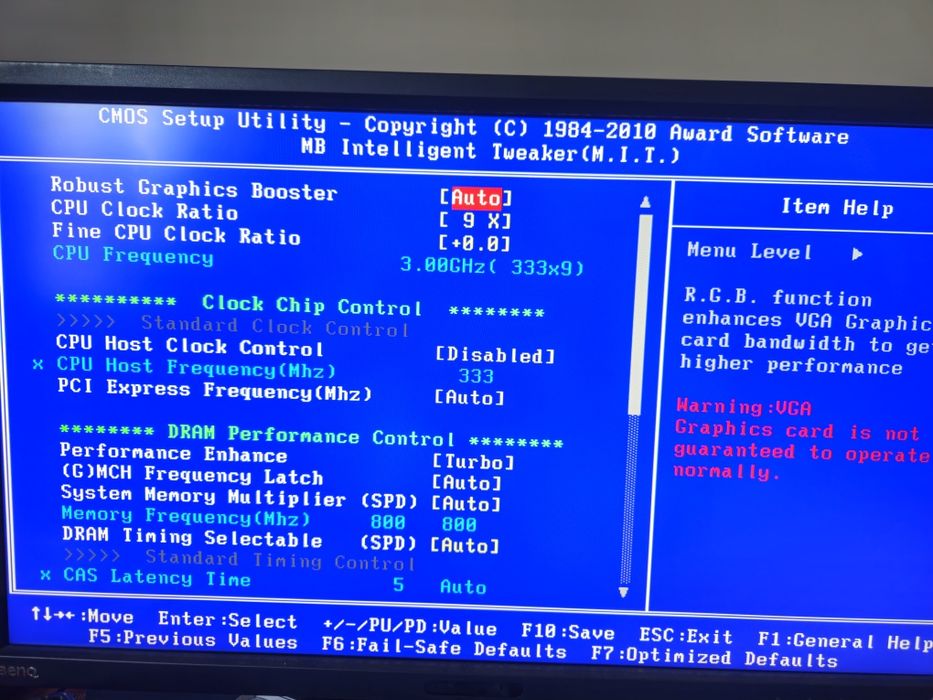 CMOS Setup Utility - Copyright (C) 1984-2010 Award Software
MB Intelligent Tweaker(M.I.T.)
Robust Graphics Booster [Auto]
CPU Clock Ratio [ 9 X]
Fine CPU Clock Ratio [+0.0]
CPU Frequency 3.00GHz( 333x9)
********** Clock Chip Control ********
>>>>> Standard Clock Control
CPU Host Clock Control [Disabled]
x CPU Host Frequency(Mhz) 333
PCI Express Frequency(Mhz) [Auto]
******** DRAM Performance Control ********
Performance Enhance [Turbo]
(G)MCH Frequency Latch [Auto]
System Memory Multiplier (SPD) [Auto]
Memory Frequency(Mhz) 800 800
DRAM Timing Selectable (SPD) [Auto]
>>>>> Standard Timing Control
x CAS Latency Time 5 Auto
Item Help
Menu Level ▶
R.G.B. function
enhances VGA Graphic
card bandwidth to ge
higher performance
Warning:VGA
Graphics card is not
guaranteed to operate
normally.
↑↓→←:Move Enter:Select +/-/PU/PD:Value F10:Save ESC:Exit F1:General Help
F5:Previous Values F6:Fail-Safe Defaults F7:Optimized Defaults
BenQ